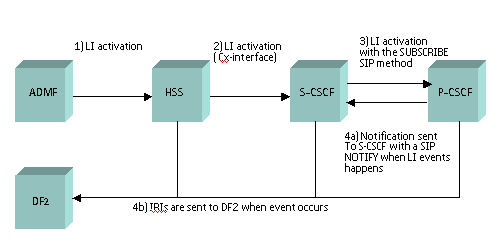 1) LI activation
2) LI activation
(Cx-interface)
3) LI activation
with the SUBSCRIBE
SIP method
ADMF
HSS
S-CSCF
P-CSCF
4a) Notification sent
To S-CSCF with a SIP
NOTIFY when LI events
happens
DF2
4b) IRIs are sent to DF2 when event occurs